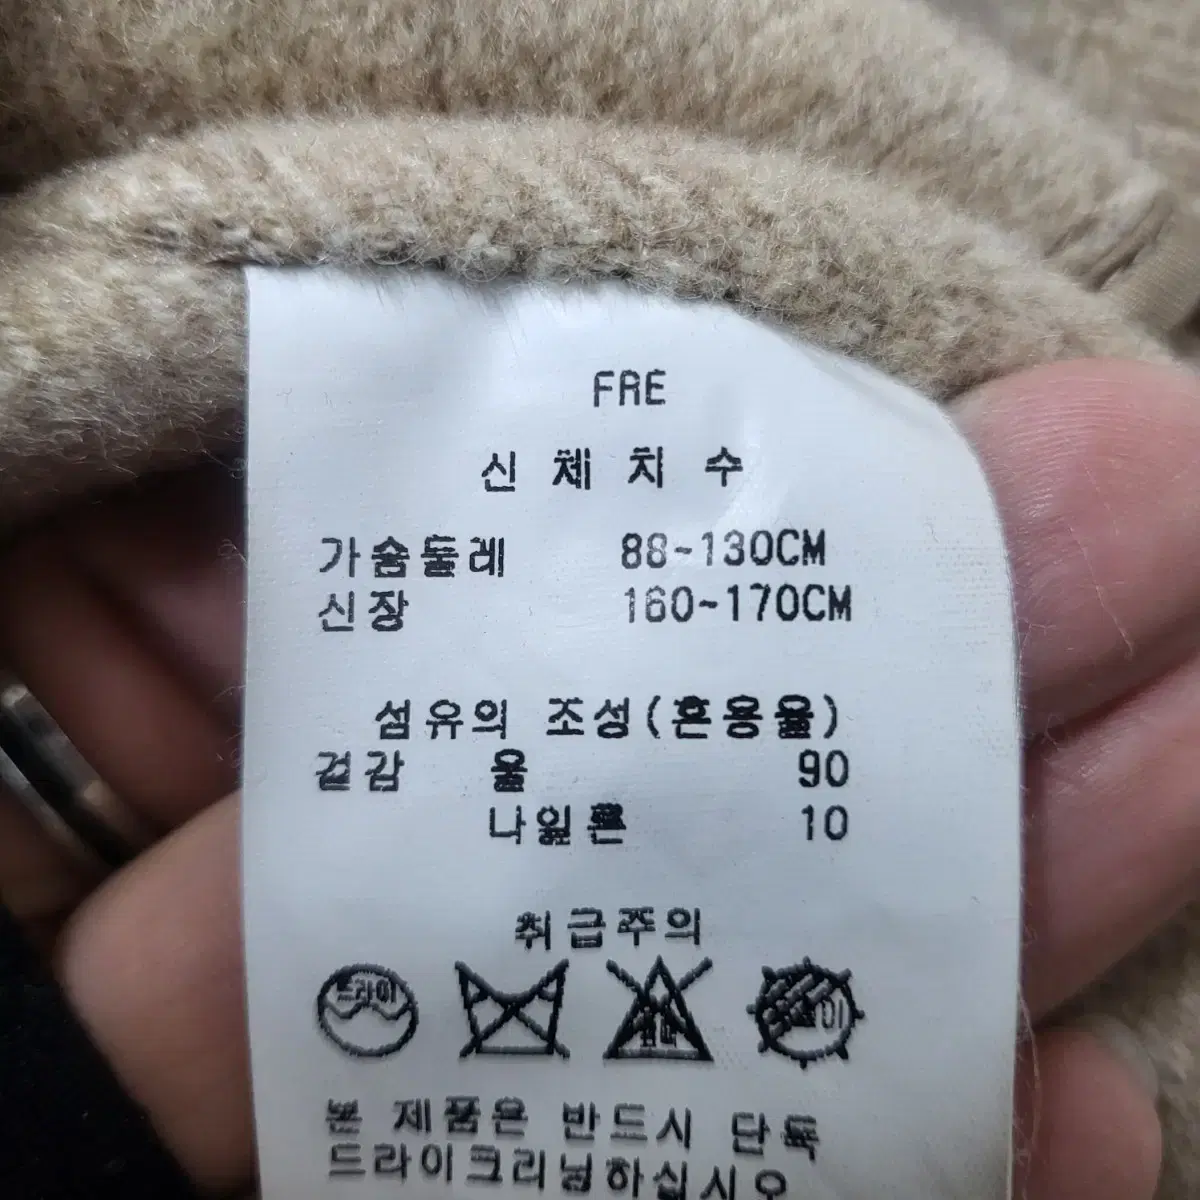 FRE
신 체 치 수
가슴둘레 88~130CM
신장 160~170CM
섬유의 조성(혼용율)
겉감 울 90
나일론 10
취급주의
드라이
본 제품은 반드시 단독
드라이크리닝하십시오